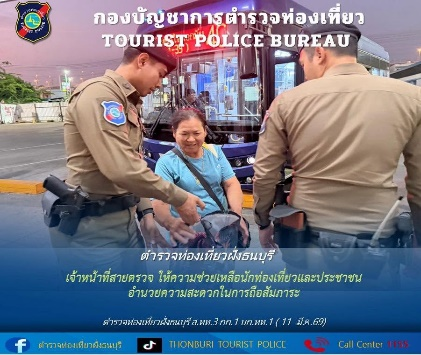 กองบัญชาการตำรวจท่องเที่ยว
TOURIST POLICE BUREAU
ตำรวจท่องเที่ยวฝั่งธนบุรี
เจ้าหน้าที่สายตรวจ ให้ความช่วยเหลือนักท่องเที่ยวและประชาชน
อำนวยความสะดวกในการถือสัมภาระ
ตำรวจท่องเที่ยวฝั่งธนบุรี ส.ทท.3 กก.1 บก.ทท.1 ( 11 มี.ค.69)
ตำรวจท่องเที่ยวฝั่งธนบุรี THONBURI TOURIST POLICE Call Center 1155